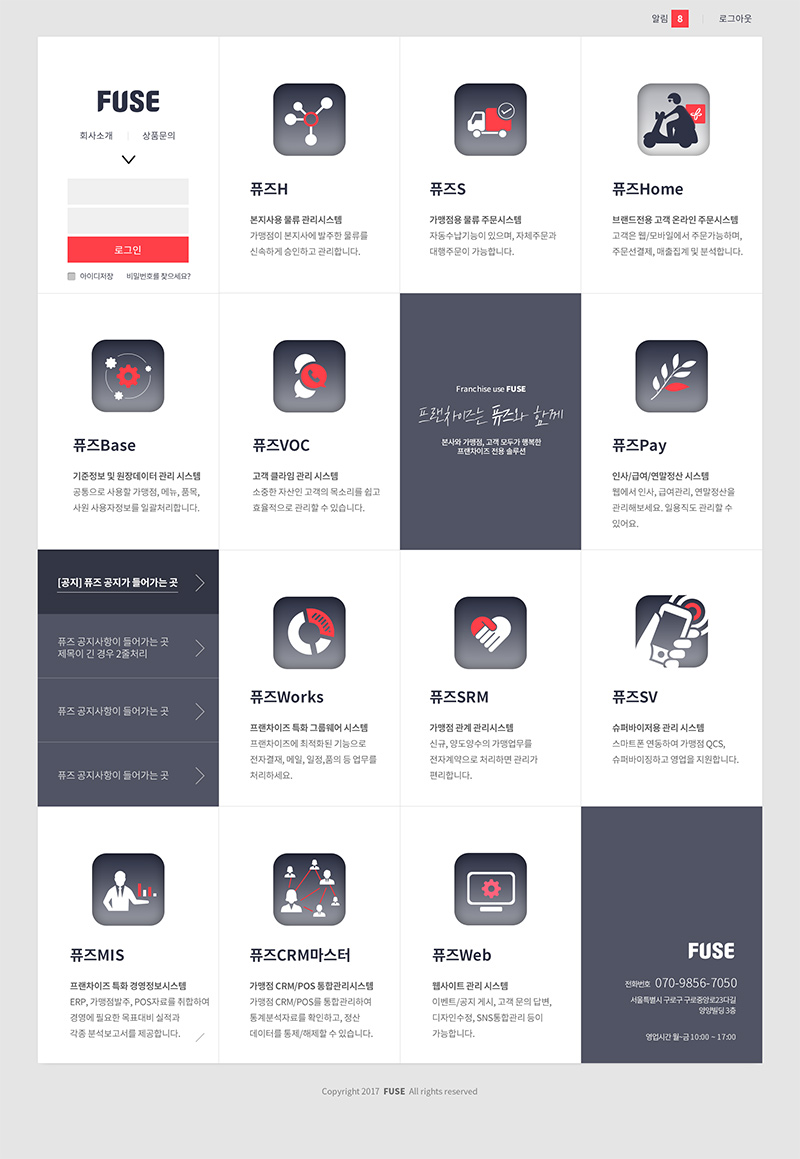 알림 8 로그아웃
FUSE
회사소개 상품문의
로그인
아이디저장 비밀번호를 찾으세요?
퓨즈H
본지사용 물류 관리시스템
가맹점이 본지사에 발주한 물류를
신속하게 승인하고 관리합니다.
퓨즈S
가맹점용 물류 주문시스템
자동수납기능이 있으며, 자체주문과
대행주문이 가능합니다.
퓨즈Home
브랜드전용 고객 온라인 주문시스템
고객은 웹/모바일에서 주문가능하며,
주문선결제, 매출집계 및 분석합니다.
퓨즈Base
기준정보 및 원장데이터 관리 시스템
공통으로 사용할 가맹점, 메뉴, 품목,
사원 사용자정보를 일괄처리합니다.
퓨즈VOC
고객 클라임 관리 시스템
소중한 자산인 고객의 목소리를 쉽고
효율적으로 관리할 수 있습니다.
Franchise use FUSE
프랜차이즈는 퓨즈와 함께
본사와 가맹점, 고객 모두가 행복한
프랜차이즈 전용 솔루션
퓨즈Pay
인사/급여/연말정산 시스템
웹에서 인사, 급여관리, 연말정산을
관리해보세요. 일용직도 관리할 수
있어요.
[공지] 퓨즈 공지가 들어가는 곳
퓨즈 공지사항이 들어가는 곳
제목이 긴 경우 2줄처리
퓨즈 공지사항이 들어가는 곳
퓨즈 공지사항이 들어가는 곳
퓨즈Works
프랜차이즈 특화 그룹웨어 시스템
프랜차이즈에 최적화된 기능으로
전자결재, 메일, 일정,품의 등 업무를
처리하세요.
퓨즈SRM
가맹점 관계 관리시스템
신규, 양도양수의 가맹업무를
전자계약으로 처리하면 관리가
편리합니다.
퓨즈SV
슈퍼바이저용 관리 시스템
스마트폰 연동하여 가맹점 QCS,
슈퍼바이징하고 영업을 지원합니다.
퓨즈MIS
프랜차이즈 특화 경영정보시스템
ERP, 가맹점발주, POS자료를 취합하여
경영에 필요한 목표대비 실적과
각종 분석보고서를 제공합니다.
퓨즈CRM마스터
가맹점 CRM/POS 통합관리시스템
가맹점 CRM/POS를 통합관리하여
통계분석자료를 확인하고, 정산
데이터를 통제/해제할 수 있습니다.
퓨즈Web
웹사이트 관리 시스템
이벤트/공지 게시, 고객 문의 답변,
디자인수정, SNS통합관리 등이
가능합니다.
FUSE
전화번호 070-9856-7050
서울특별시 구로구 구로중앙로23다길
양양빌딩 3층
영업시간 월~금 10:00 ~ 17:00
Copyright 2017 FUSE All rights reserved